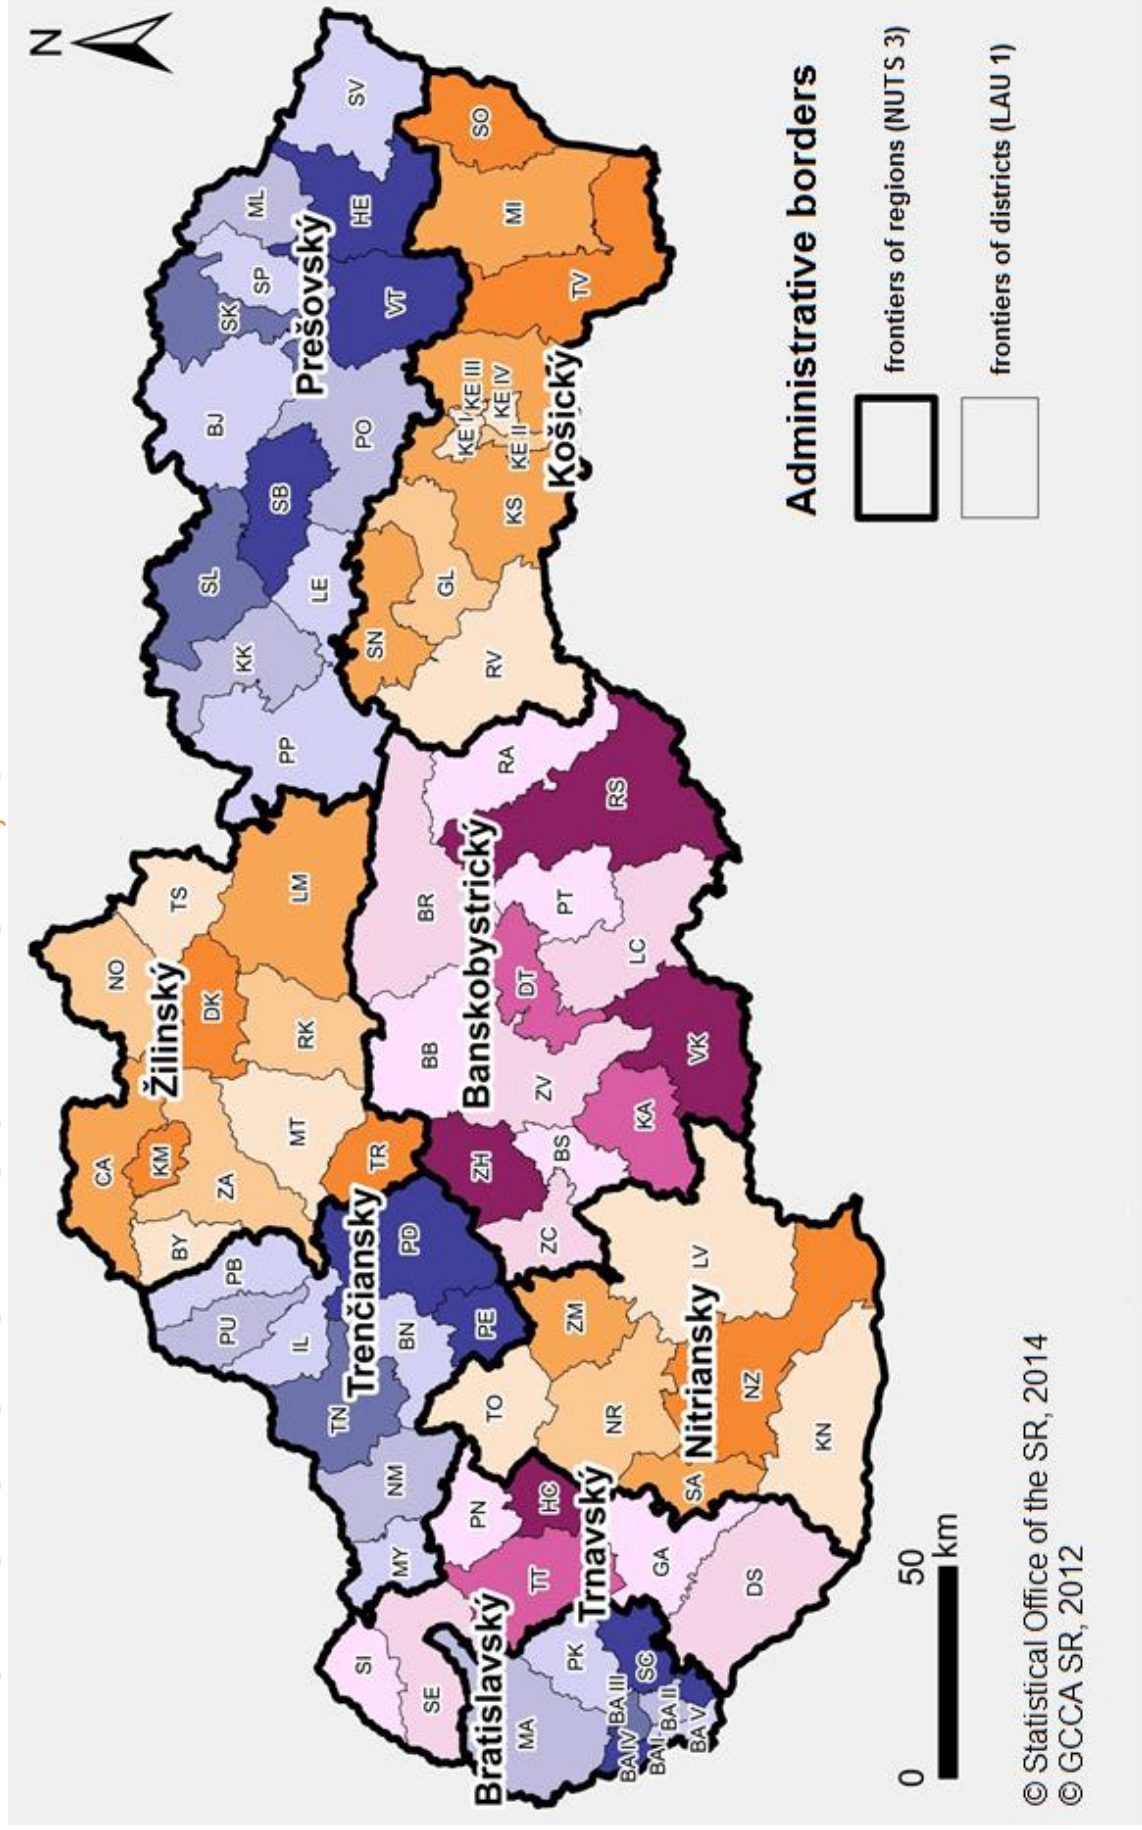 N
Žilinský
CA
KM
BY
ZA
NO
TS
DK
RK
LM
MT
TR
Trenčiansky
PB
PU
IL
TN
BN
PD
PE
NM
MY
Prešovský
PP
KK
SL
LE
SB
BJ
PO
SK
SP
ML
VT
HE
SV
Košický
SN
GL
RV
KS
KE I
KE II
KE III
KE IV
TV
MI
SO
Banskobystrický
BB
BR
RA
RS
PT
DT
LC
ZV
VK
KA
BS
ZH
ZC
Nitriansky
TO
ZM
NR
SA
NZ
LV
KN
Trnavský
SI
SE
PN
HC
TT
GA
DS
Bratislavský
MA
PK
SC
BA IV
BA III
BA I
BA II
BA V
0
50
km
Administrative borders
frontiers of regions (NUTS 3)
frontiers of districts (LAU 1)
© Statistical Office of the SR, 2014
© GCCA SR, 2012